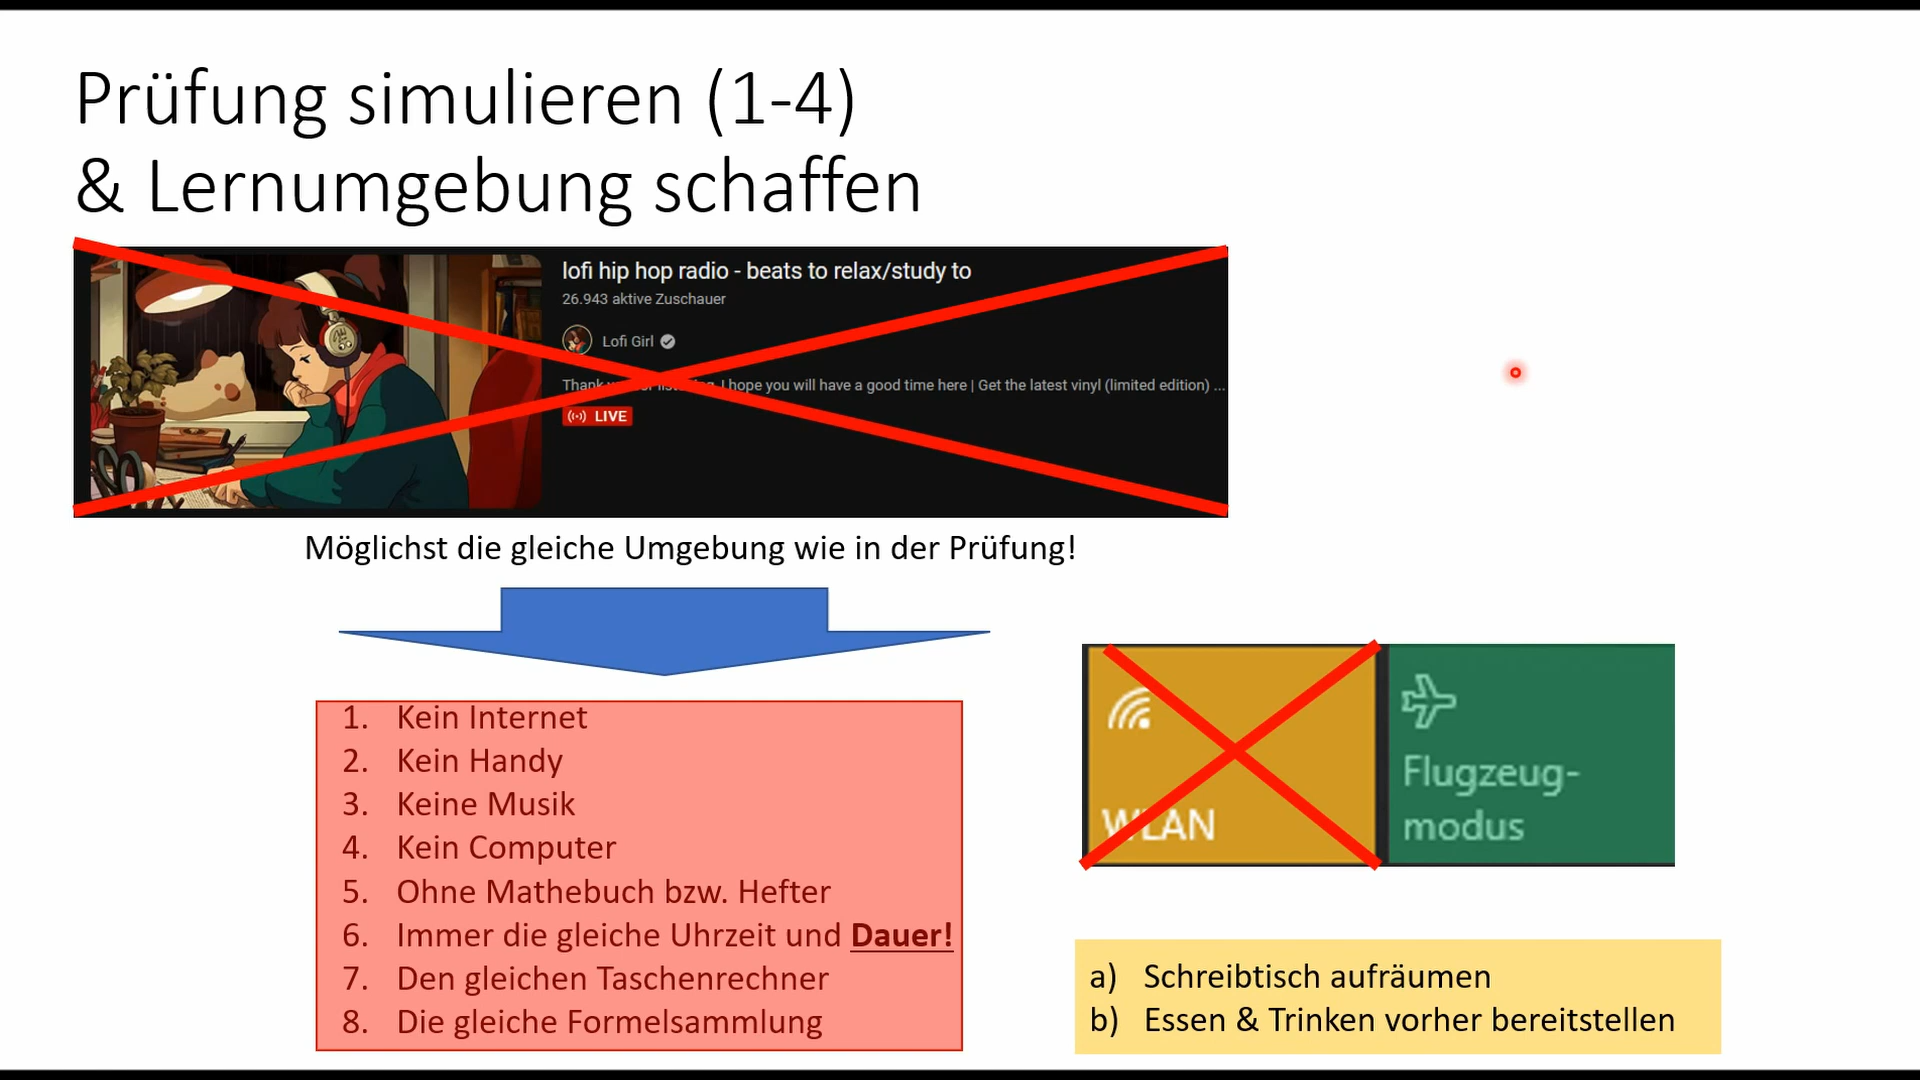 Prüfung simulieren (1-4)
& Lernumgebung schaffen
lofi hip hop radio - beats to relax/study to
26.943 aktive Zuschauer
Lofi Girl
Thank I hope you will have a good time here | Get the latest vinyl (limited edition) ...
LIVE
Möglichst die gleiche Umgebung wie in der Prüfung!
1. Kein Internet
2. Kein Handy
3. Keine Musik
4. Kein Computer
5. Ohne Mathebuch bzw. Hefter
6. Immer die gleiche Uhrzeit und Dauer!
7. Den gleichen Taschenrechner
8. Die gleiche Formelsammlung
WLAN
Flugzeug-
modus
a) Schreibtisch aufräumen
b) Essen & Trinken vorher bereitstellen